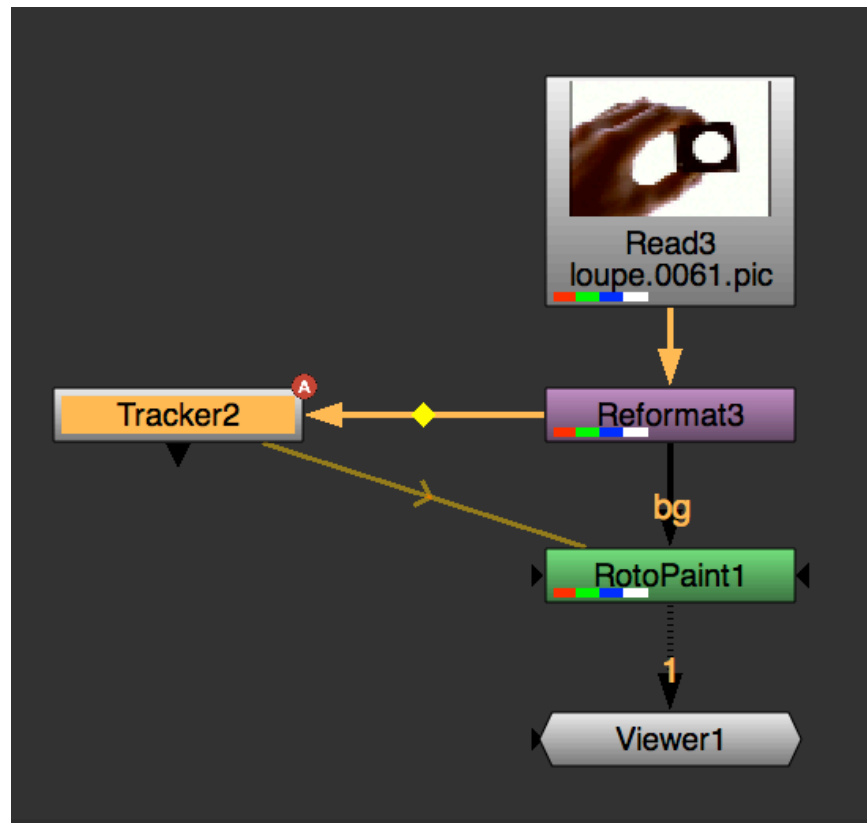 Read3
loupe.0061.pic
A
Tracker2
Reformat3
bg
RotoPaint1
1
Viewer1